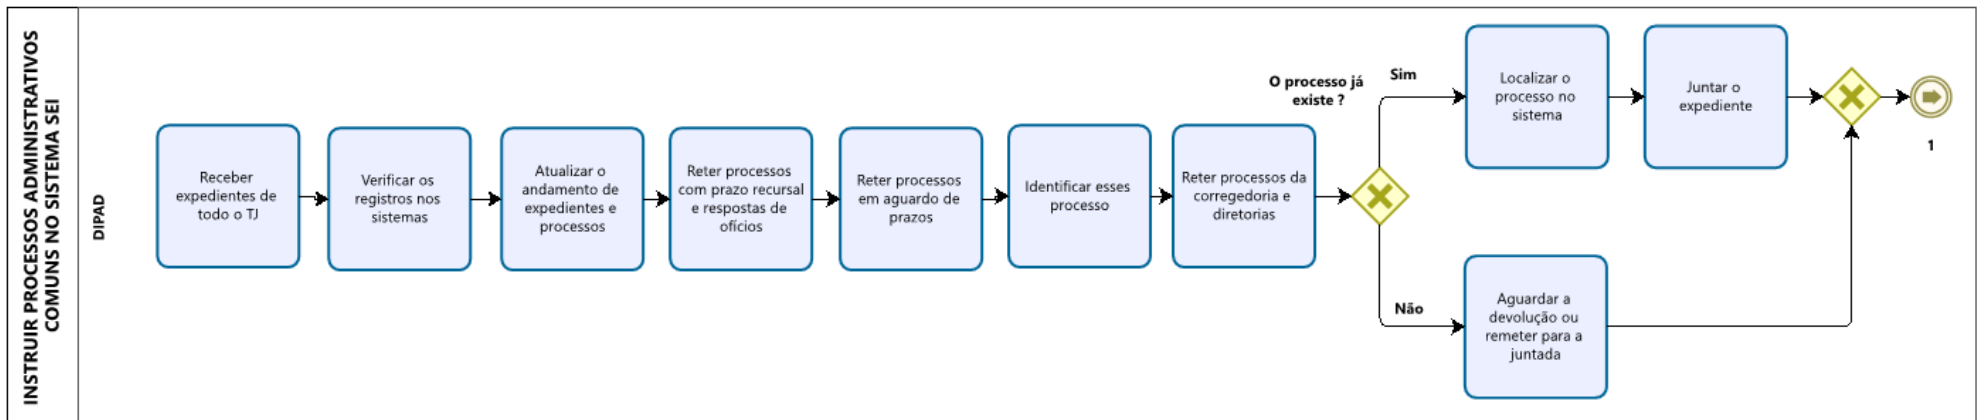 INSTRUIR PROCESSOS ADMINISTRATIVOS
COMUNS NO SISTEMA SEI
DIPAD
Receber
expedientes de
todo o TJ
Verificar os
registros nos
sistemas
Atualizar o
andamento de
expedientes e
processos
Reter processos
com prazo recursal
e respostas de
ofícios
Reter processos
em aguardo de
prazos
Identificar esses
processo
Reter processos da
corregedoria e
diretorias
O processo já
existe ?
Sim
Localizar o
processo no
sistema
Juntar o
expediente
1
Não
Aguardar a
devolução ou
remeter para a
juntada